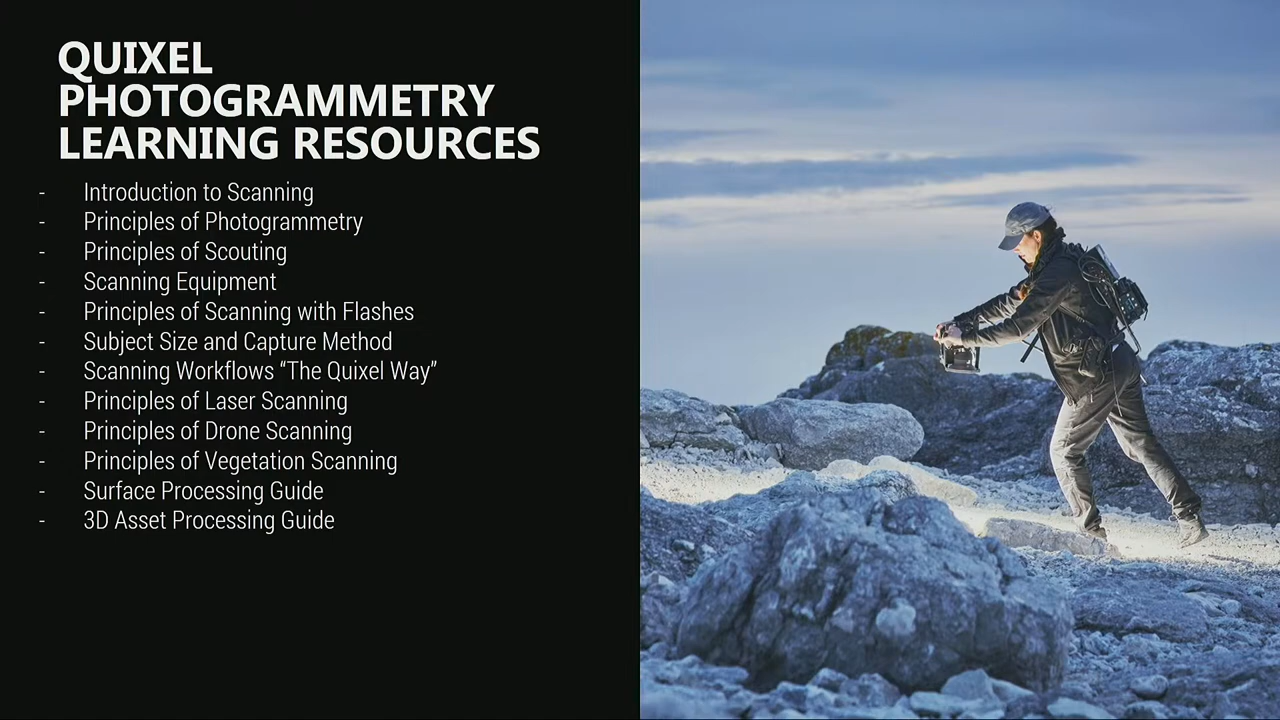 QUIXEL
PHOTOGRAMMETRY
LEARNING RESOURCES
- Introduction to Scanning
- Principles of Photogrammetry
- Principles of Scouting
- Scanning Equipment
- Principles of Scanning with Flashes
- Subject Size and Capture Method
- Scanning Workflows “The Quixel Way”
- Principles of Laser Scanning
- Principles of Drone Scanning
- Principles of Vegetation Scanning
- Surface Processing Guide
- 3D Asset Processing Guide